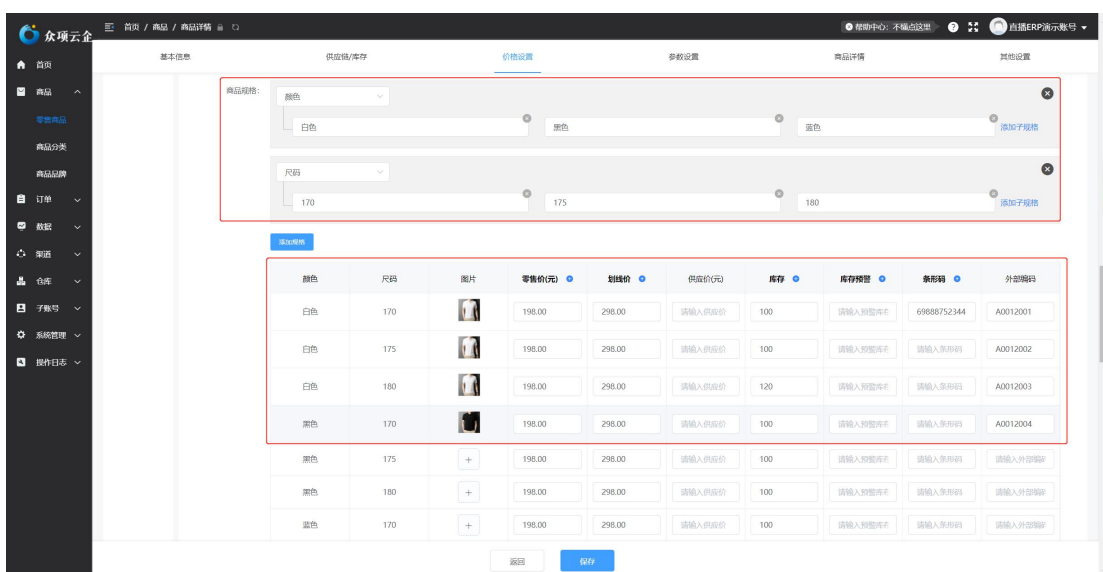 众项云企
首页 / 商品 / 商品详情
帮助中心：不懂点这里
直播ERP演示账号
首页
商品
零售商品
商品分类
商品品牌
订单
数据
渠道
仓库
子账号
系统管理
操作日志
基本信息 供应链/库存 价格设置 参数设置 商品详情 其他设置
商品规格：
颜色
白色 黑色 蓝色 添加子规格
尺码
170 175 180 添加子规格
添加规格
颜色 尺码 图片 零售价(元) 划线价 供应价(元) 库存 库存预警 条形码 外部编码
白色 170 198.00 298.00 请输入供应价 100 请输入预警库存 69888752344 A0012001
白色 175 198.00 298.00 请输入供应价 100 请输入预警库存 请输入条形码 A0012002
白色 180 198.00 298.00 请输入供应价 120 请输入预警库存 请输入条形码 A0012003
黑色 170 198.00 298.00 请输入供应价 100 请输入预警库存 请输入条形码 A0012004
黑色 175 198.00 298.00 请输入供应价 100 请输入预警库存 请输入条形码 请输入外部编码
黑色 180 198.00 298.00 请输入供应价 100 请输入预警库存 请输入条形码 请输入外部编码
蓝色 170 198.00 298.00 请输入供应价 100 请输入预警库存 请输入条形码 请输入外部编码
返回 保存